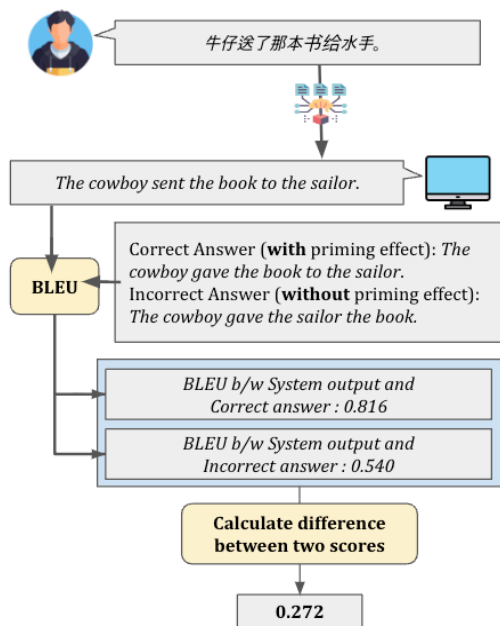 牛仔送了那本书给水手。
The cowboy sent the book to the sailor.
Correct Answer (with priming effect): The
cowboy gave the book to the sailor.
Incorrect Answer (without priming effect):
The cowboy gave the sailor the book.
BLEU
BLEU b/w System output and
Correct answer : 0.816
BLEU b/w System output and
Incorrect answer : 0.540
Calculate difference
between two scores
0.272